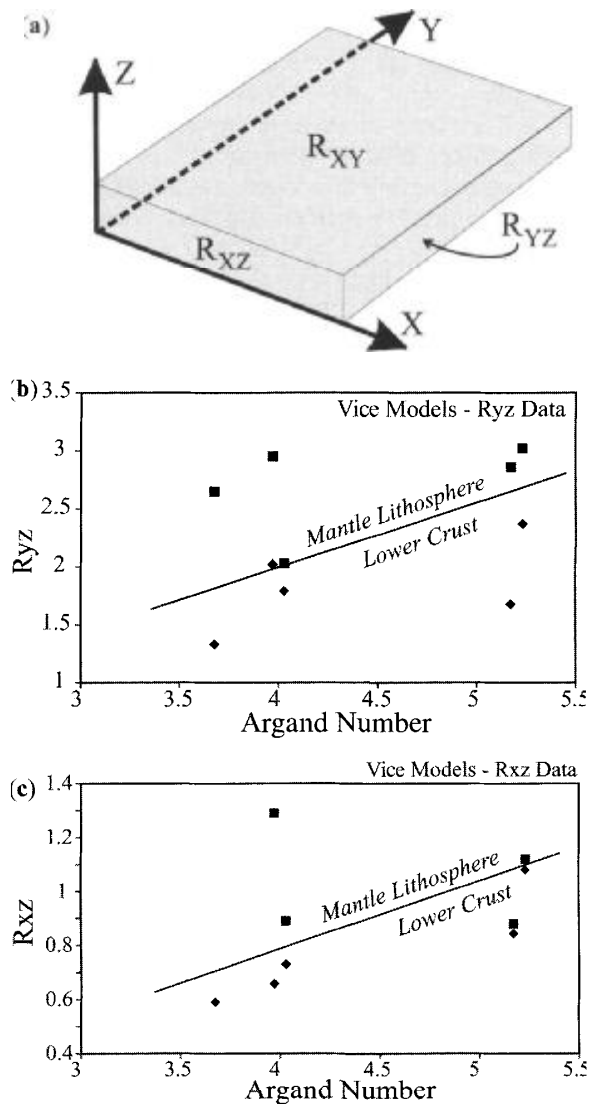 (a)
Y
Z
R_XY
R_XZ
R_YZ
X
(b)
3.5
Vice Models - Ryz Data
3
2.5
2
1.5
1
Ryz
Mantle Lithosphere
Lower Crust
3 3.5 4 4.5 5 5.5
Argand Number
Vice Models - Rxz Data
(c)
1.4
1.2
1
0.8
0.6
0.4
Rxz
Mantle Lithosphere
Lower Crust
3 3.5 4 4.5 5 5.5
Argand Number